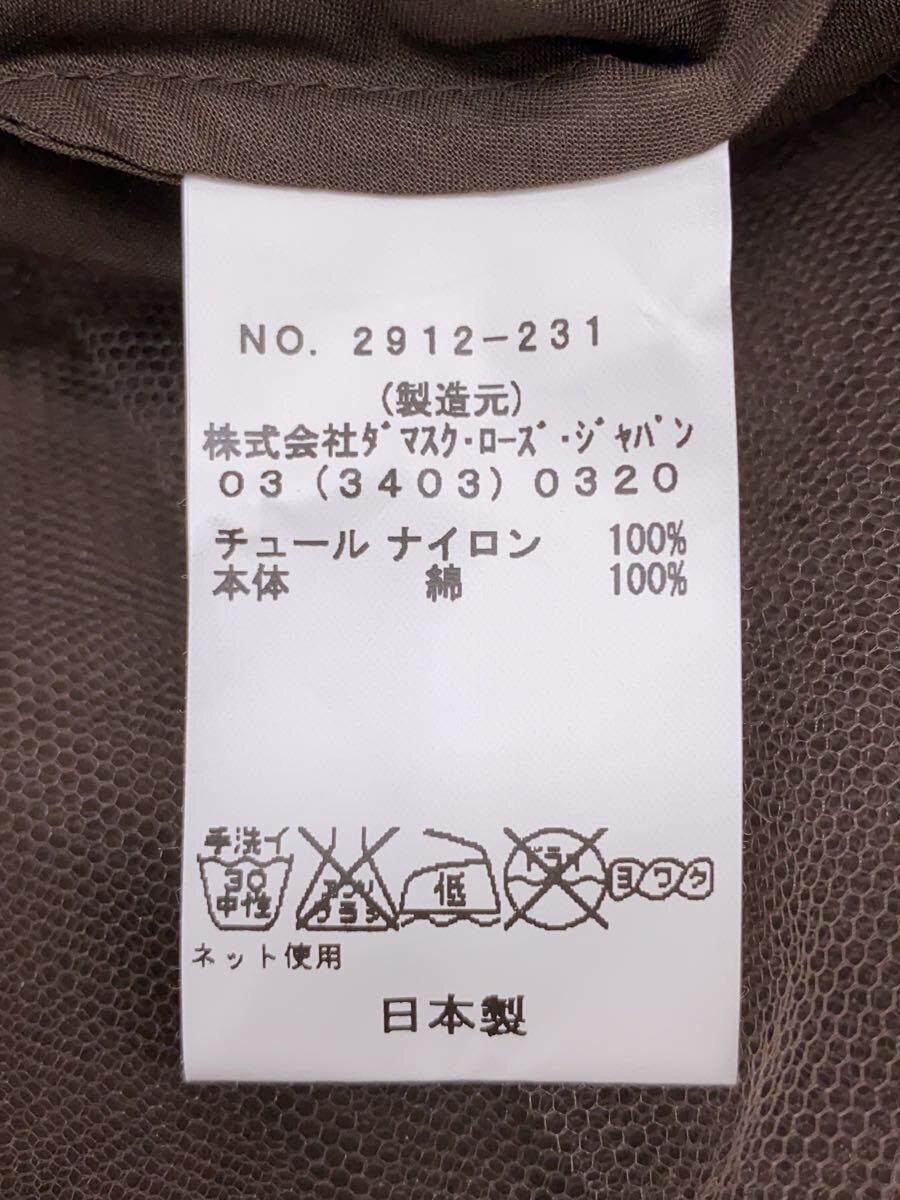 NO. 2912-231
(製造元)
株式会社ﾀﾞﾏｽｸ･ﾛｰｽﾞ･ｼﾞｬﾊﾟﾝ
03(3403)0320
チュール ナイロン 100%
本体 綿 100%
手洗イ
30
中性
エンソ
サラシ
低
ドライ
ヨワク
ネット使用
日本製